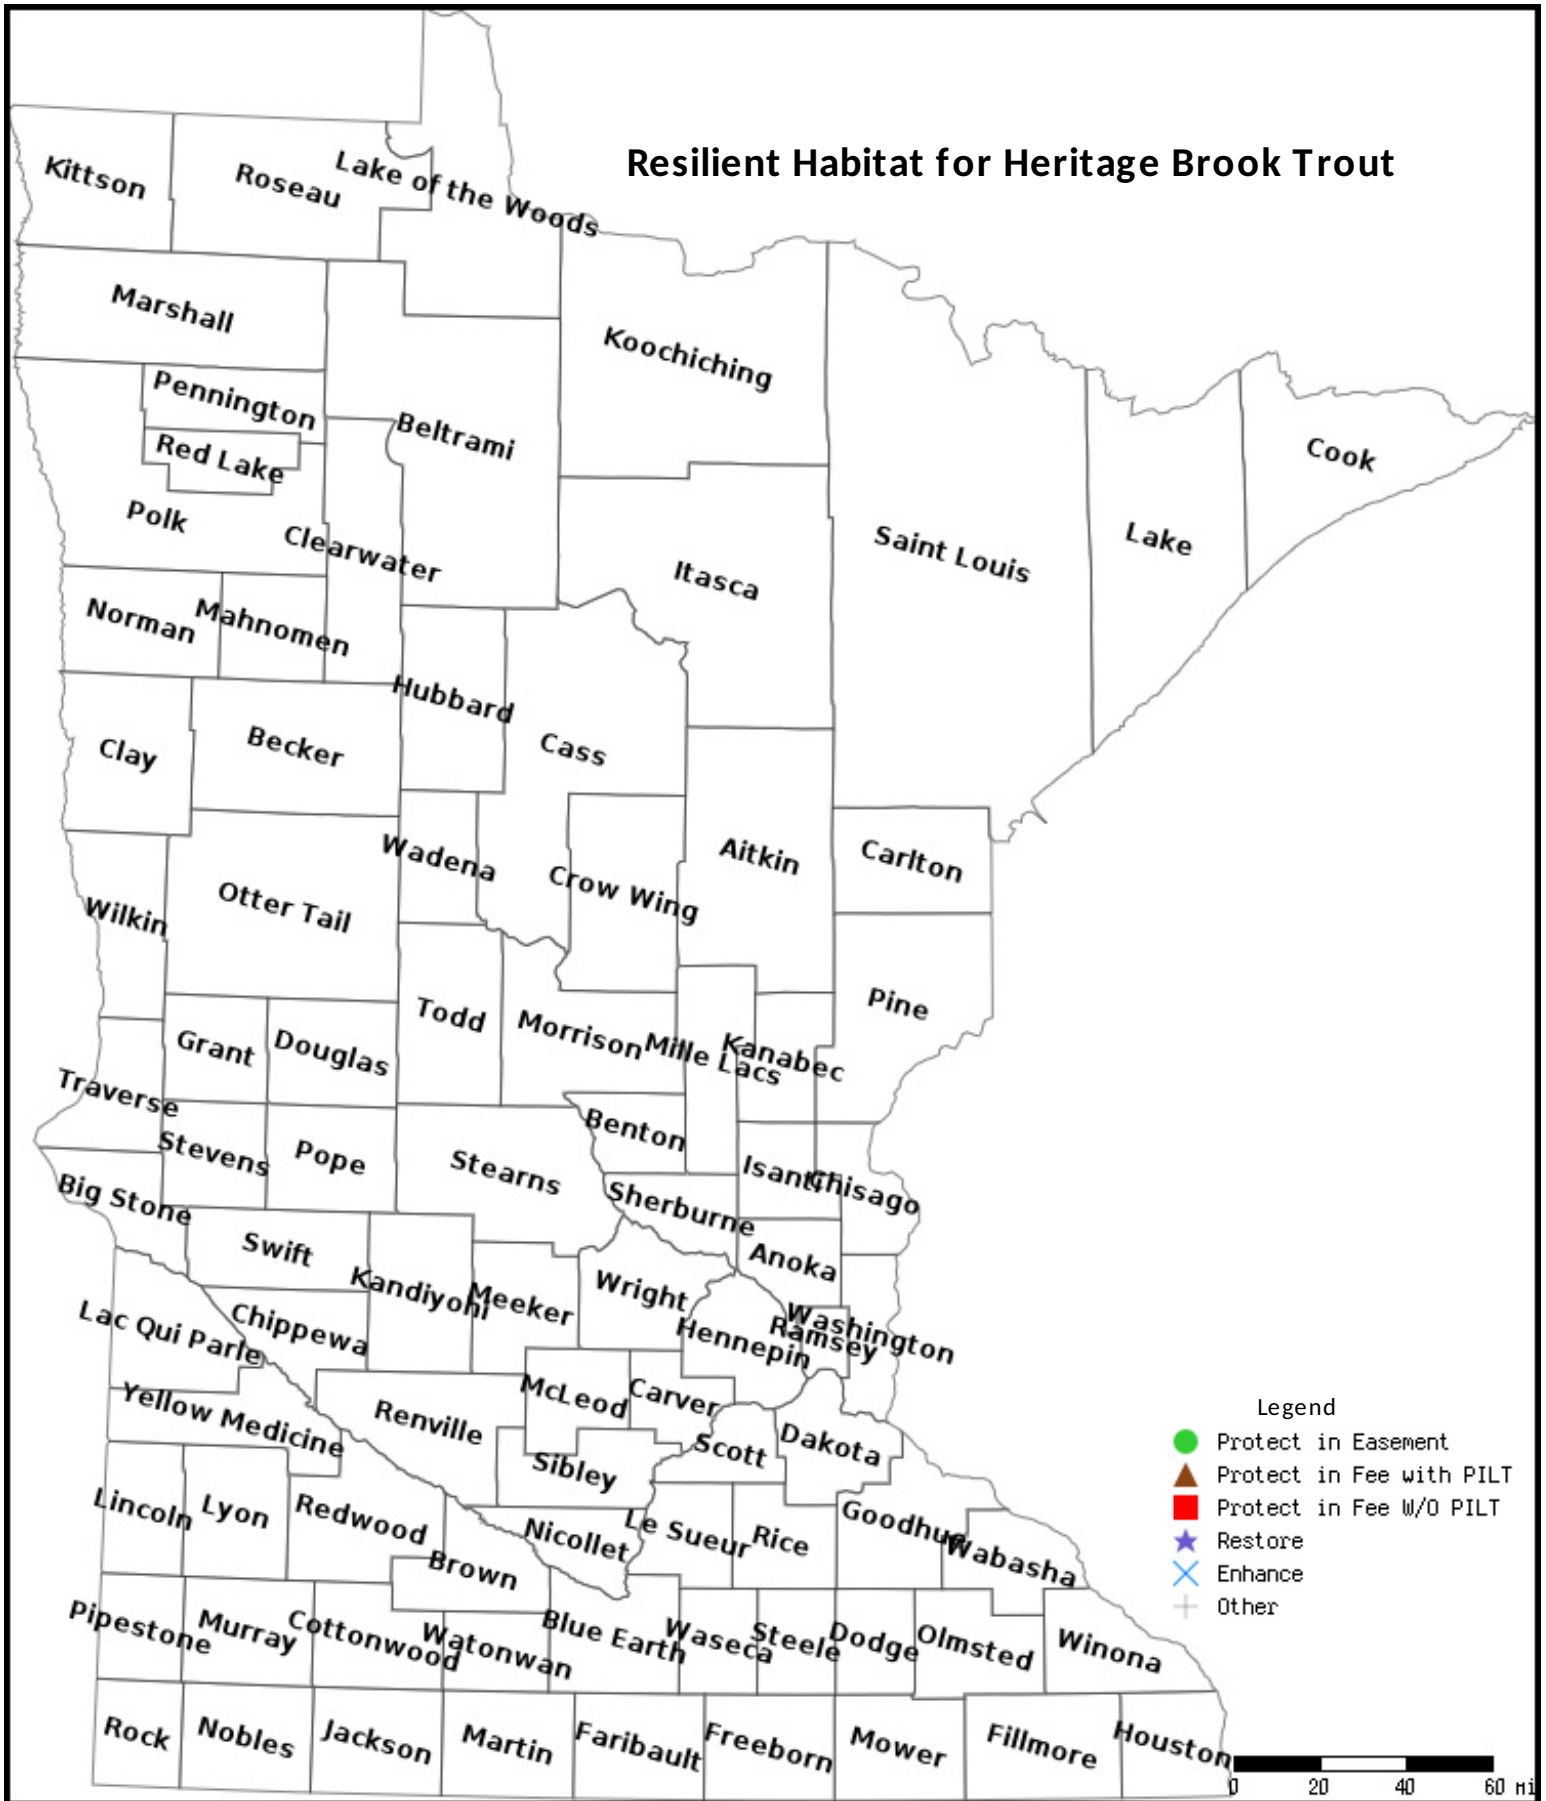 Resilient Habitat for Heritage Brook Trout
Kittson
Roseau
Lake of the Woods
Marshall
Koochiching
Pennington
Beltrami
Red Lake
Cook
Polk
Clearwater
Saint Louis
Lake
Itasca
Norman
Mahnomen
Hubbard
Clay
Becker
Cass
Wadena
Aitkin
Carlton
Otter Tail
Crow Wing
Wilkin
Todd
Pine
Grant
Douglas
Morrison
Mille Lacs
Kanabec
Traverse
Stevens
Pope
Stearns
Benton
Isanti
Chisago
Big Stone
Sherburne
Swift
Anoka
Kandiyohi
Meeker
Wright
Lac Qui Parle
Chippewa
Hennepin
Ramsey
Washington
Yellow Medicine
Renville
McLeod
Carver
Scott
Dakota
Sibley
Lincoln
Lyon
Redwood
Nicollet
Le Sueur
Rice
Goodhue
Wabasha
Brown
Pipestone
Murray
Cottonwood
Watonwan
Blue Earth
Waseca
Steele
Dodge
Olmsted
Winona
Rock
Nobles
Jackson
Martin
Faribault
Freeborn
Mower
Fillmore
Houston
Legend
Protect in Easement
Protect in Fee with PILT
Protect in Fee W/O PILT
Restore
Enhance
Other
0 20 40 60 mi